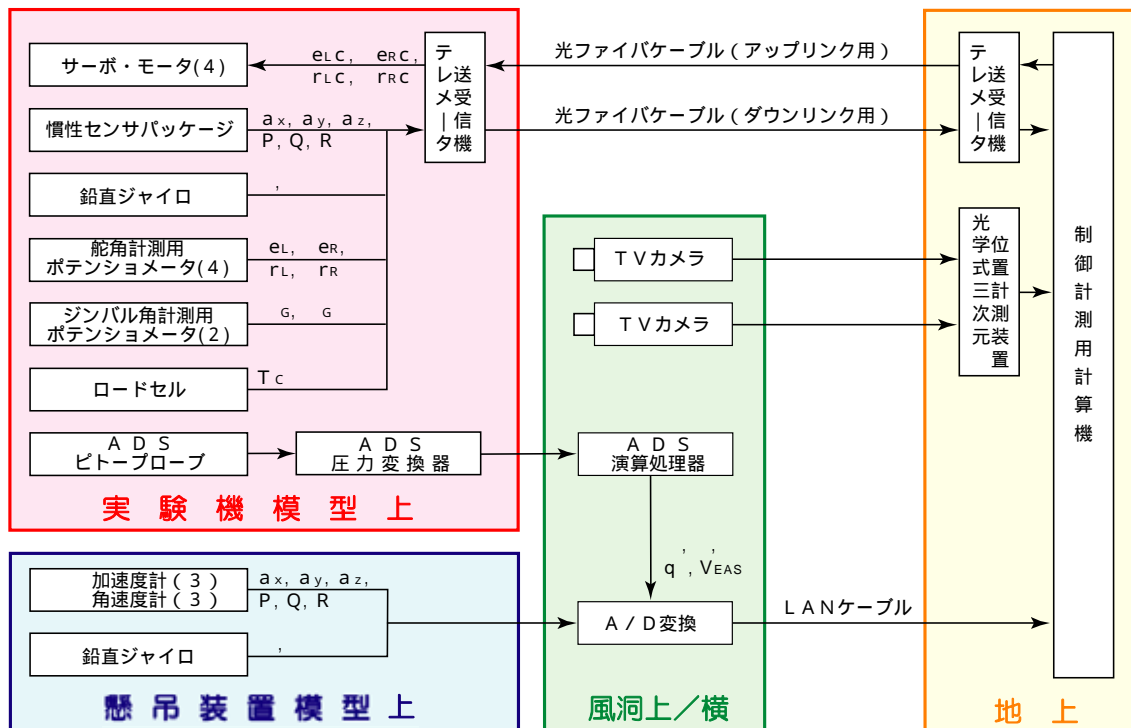 サーボ・モータ(4)
eLc, eRc,
rLc, rRc
テレメータ
送受信機
光ファイバケーブル(アップリンク用)
テレメータ
送受信機
慣性センサパッケージ
ax, ay, az,
P, Q, R
光ファイバケーブル(ダウンリンク用)
鉛直ジャイロ
,
舵角計測用
ポテンショメータ(4)
eL, eR,
rL, rR
ジンバル角計測用
ポテンショメータ(2)
G, G
ロードセル
Tc
ADS
ピトープローブ
ADS
圧力変換器
実験機模型上
TVカメラ
TVカメラ
ADS
演算処理器
, ,
q , VEAS
A/D変換
風洞上/横
光学式三次元
位置計測装置
制御計測用計算機
LANケーブル
地上
加速度計(3)
角速度計(3)
ax, ay, az,
P, Q, R
鉛直ジャイロ
,
懸吊装置模型上